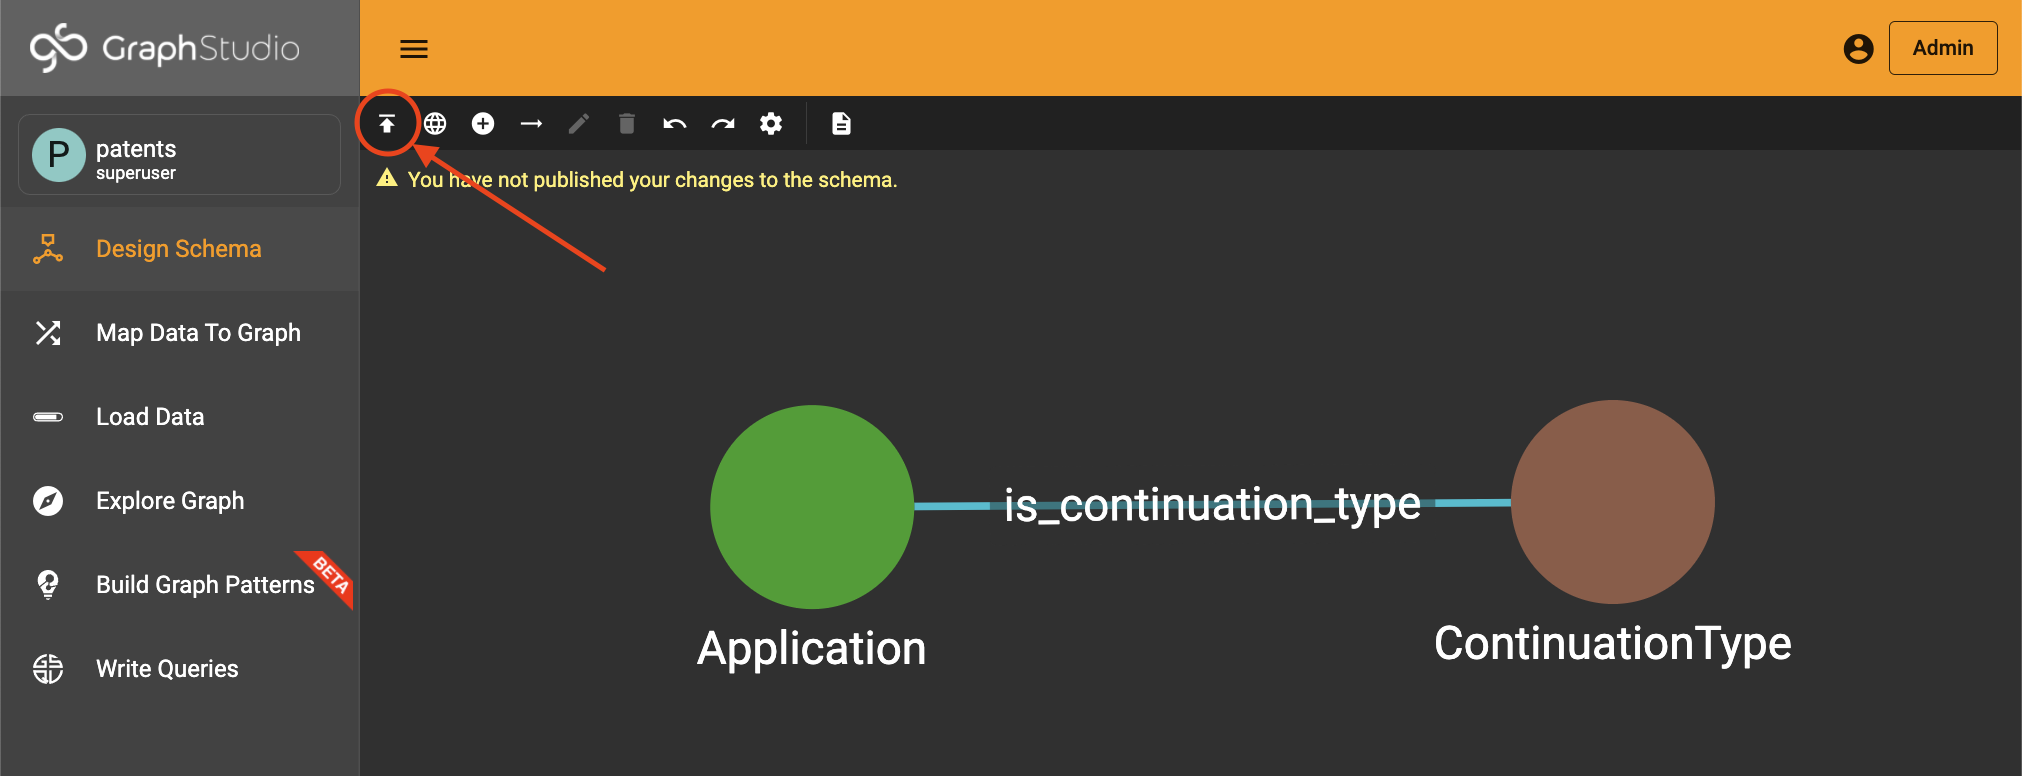 GraphStudio
Admin
P
patents
superuser
You have not published your changes to the schema.
Design Schema
Map Data To Graph
Load Data
Explore Graph
Build Graph Patterns
BETA
Write Queries
is_continuation_type
Application
ContinuationType